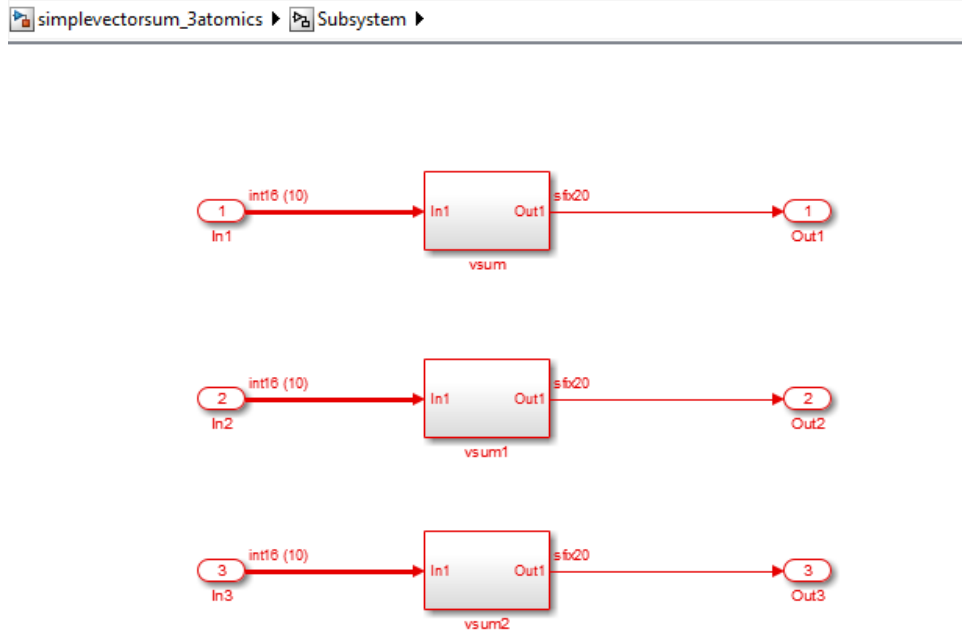 simplevectorsum_3atomics Subsystem
int16 (10) sfix20
1 In1 Out1 1
In1 vsum Out1
int16 (10) sfix20
2 In1 Out1 2
In2 vsum1 Out2
int16 (10) sfix20
3 In1 Out1 3
In3 vsum2 Out3